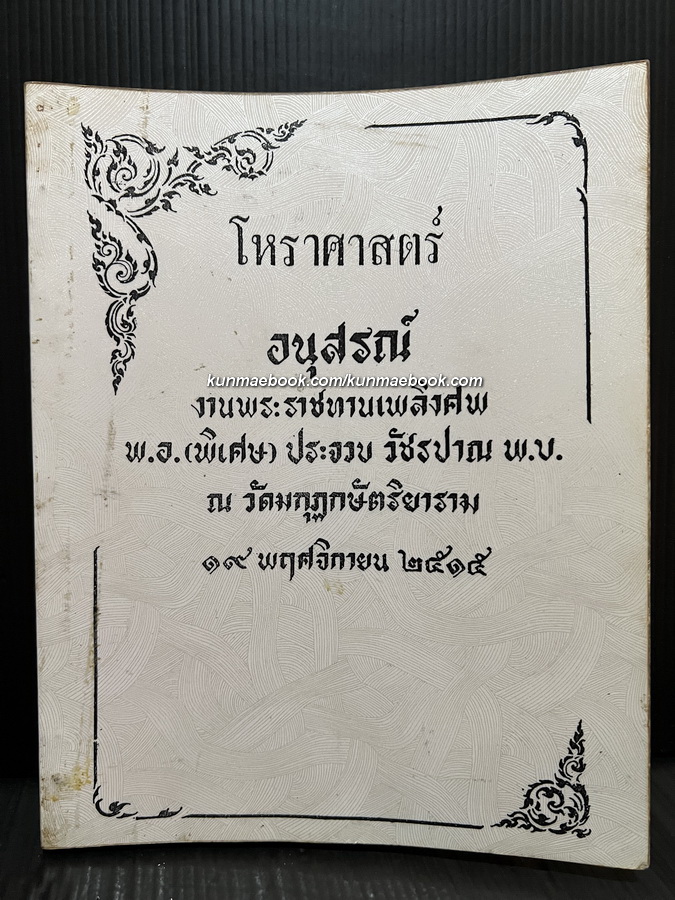 โหราศาสตร์
อนุสรณ์
kunmaebook.com/kunmaebook.com
งานพระราชทานเพลิงศพ
พ.อ.(พิเศษ) ประจวบ วัชรปาณ พ.บ.
ณ วัดมกุฏกษัตริยาราม
๑๙ พฤศจิกายน ๒๕๑๕